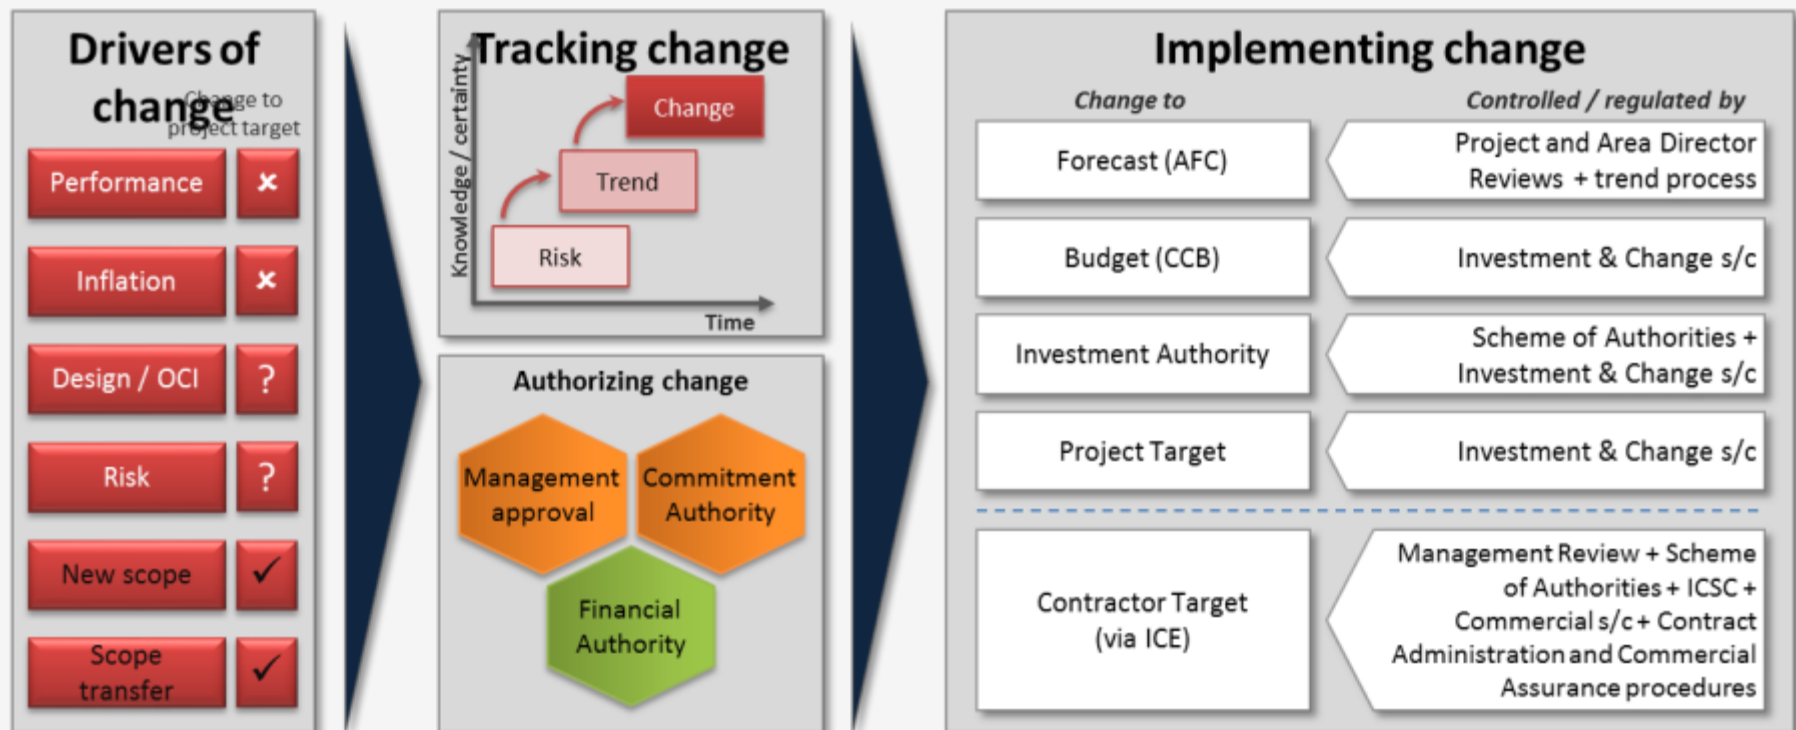 Drivers of
change
Change to
project target
Performance
×
Inflation
×
Design / OCI
?
Risk
?
New scope
✓
Scope
transfer
✓
Tracking change
Knowledge / certainty
Change
Trend
Risk
Time
Authorizing change
Management
approval
Commitment
Authority
Financial
Authority
Implementing change
Change to
Controlled / regulated by
Forecast (AFC)
Project and Area Director
Reviews + trend process
Budget (CCB)
Investment & Change s/c
Investment Authority
Scheme of Authorities +
Investment & Change s/c
Project Target
Investment & Change s/c
Contractor Target
(via ICE)
Management Review + Scheme
of Authorities + ICSC +
Commercial s/c + Contract
Administration and Commercial
Assurance procedures